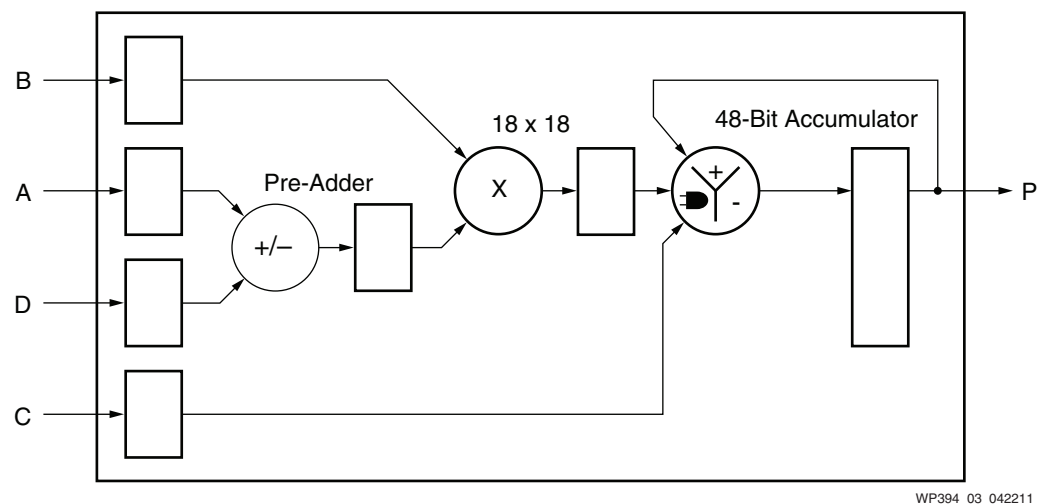 B
18 x 18
48-Bit Accumulator
A
Pre-Adder
X
+
-
P
+/–
D
C
WP394_03_042211